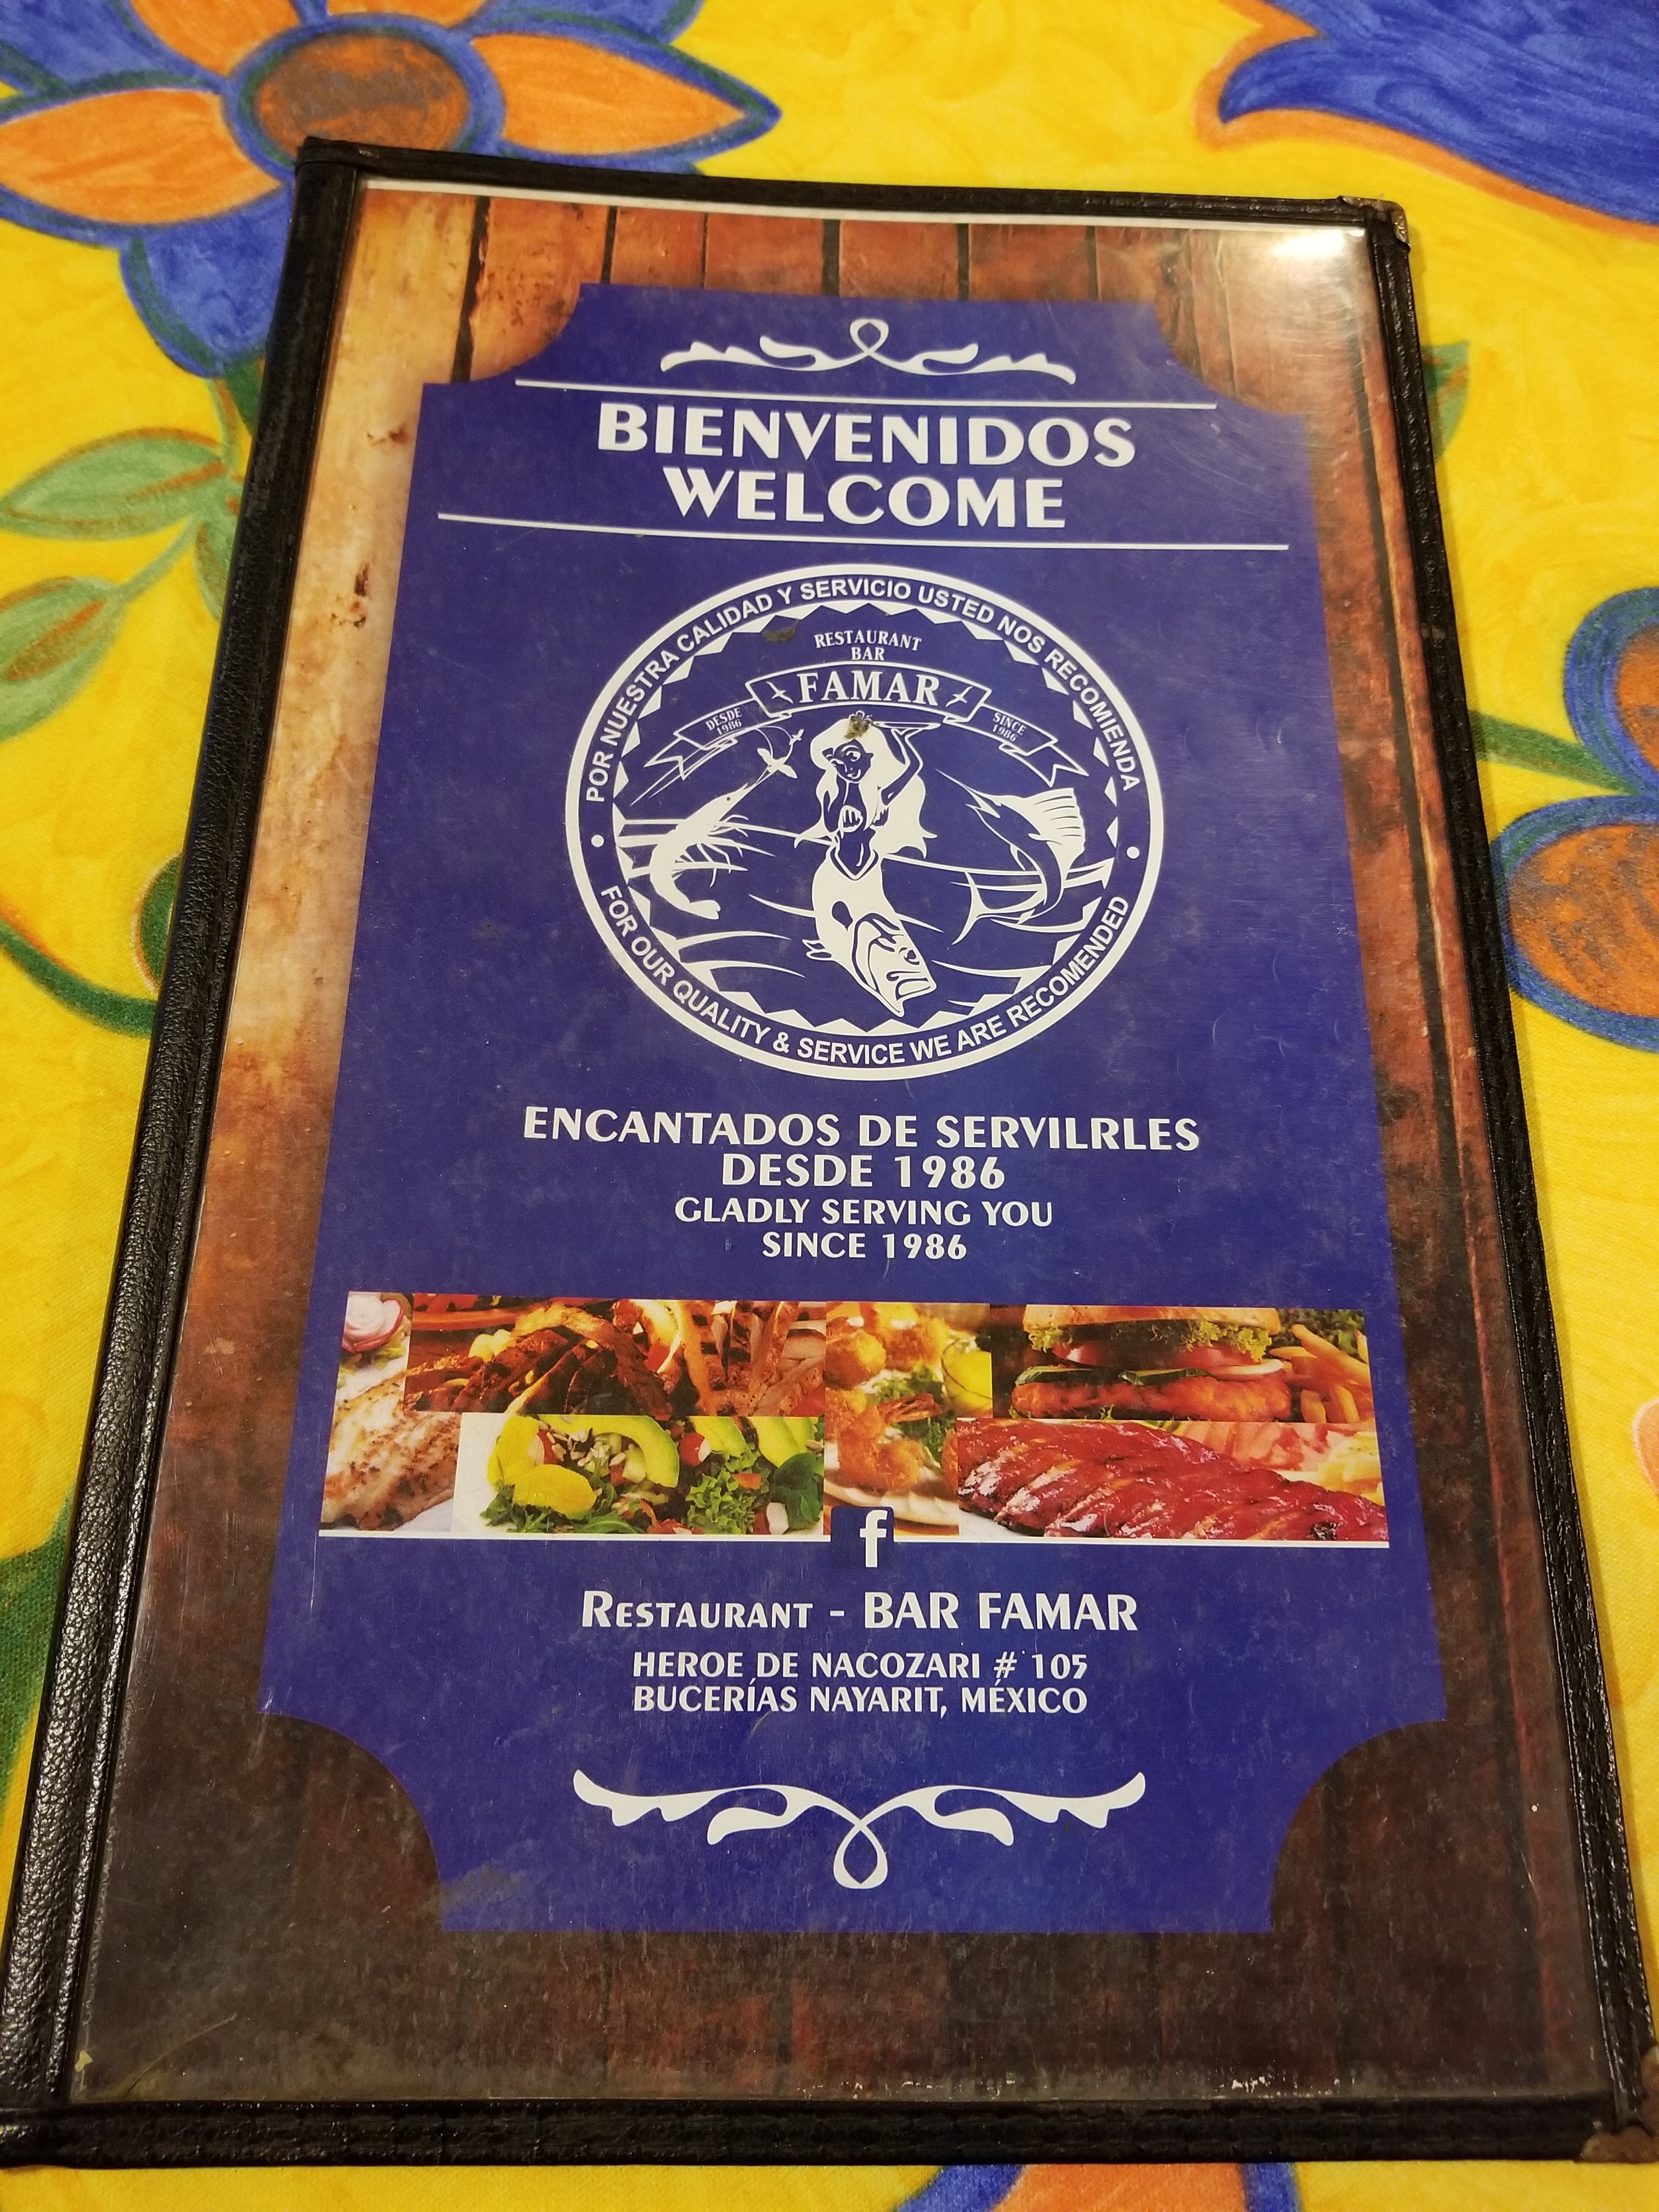 BIENVENIDOS
WELCOME
POR NUESTRA CALIDAD Y SERVICIO USTED NOS RECOMIENDA
RESTAURANT
BAR
FAMAR
DESDE
1986
SINCE
1986
FOR OUR QUALITY & SERVICE WE ARE RECOMENDED
ENCANTADOS DE SERVILRLES
DESDE 1986
GLADLY SERVING YOU
SINCE 1986
f
RESTAURANT - BAR FAMAR
HEROE DE NACOZARI # 105
BUCERÍAS NAYARIT, MÉXICO